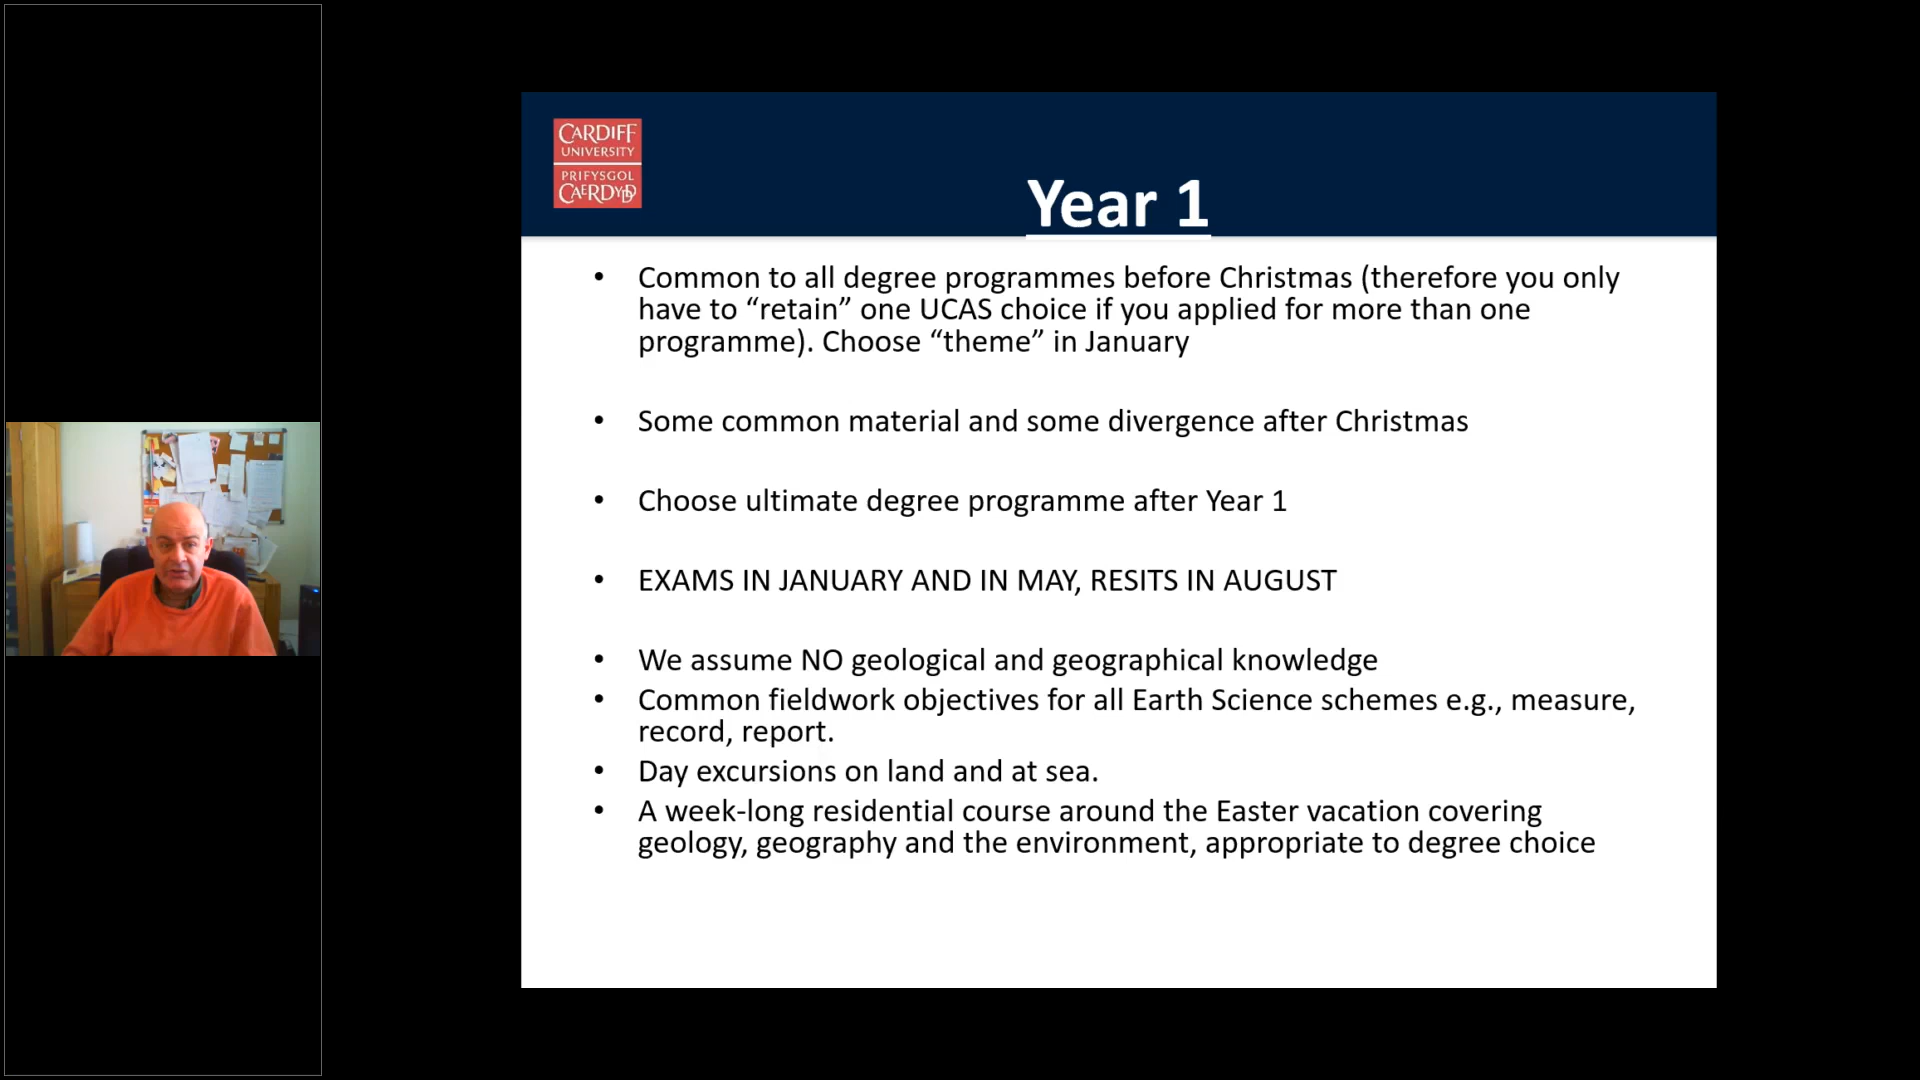 CARDIFF
UNIVERSITY
PRIFYSGOL
CAERDYDD
Year 1
• Common to all degree programmes before Christmas (therefore you only
have to “retain” one UCAS choice if you applied for more than one
programme). Choose “theme” in January
• Some common material and some divergence after Christmas
• Choose ultimate degree programme after Year 1
• EXAMS IN JANUARY AND IN MAY, RESITS IN AUGUST
• We assume NO geological and geographical knowledge
• Common fieldwork objectives for all Earth Science schemes e.g., measure,
record, report.
• Day excursions on land and at sea.
• A week-long residential course around the Easter vacation covering
geology, geography and the environment, appropriate to degree choice